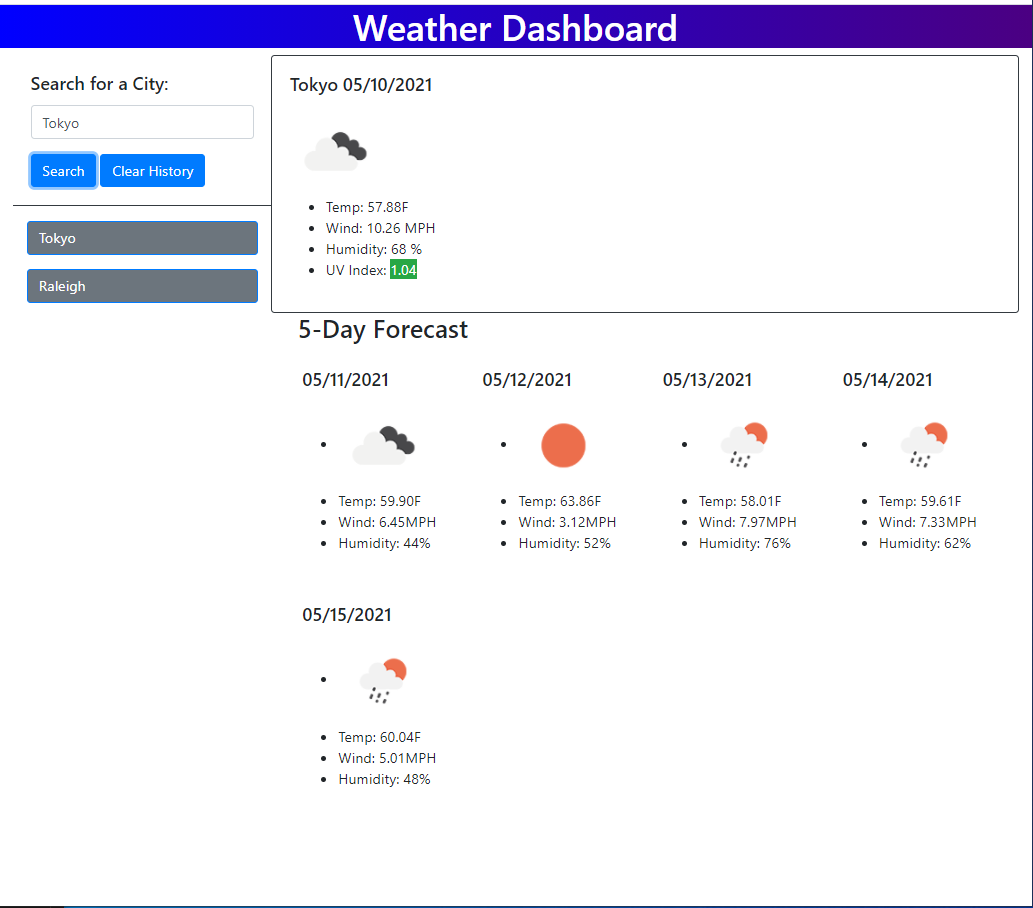 Weather Dashboard
Search for a City:
Tokyo
Search Clear History
Tokyo
Raleigh
Tokyo 05/10/2021
Temp: 57.88F
Wind: 10.26 MPH
Humidity: 68 %
UV Index: 1.04
5-Day Forecast
05/11/2021
Temp: 59.90F
Wind: 6.45MPH
Humidity: 44%
05/12/2021
Temp: 63.86F
Wind: 3.12MPH
Humidity: 52%
05/13/2021
Temp: 58.01F
Wind: 7.97MPH
Humidity: 76%
05/14/2021
Temp: 59.61F
Wind: 7.33MPH
Humidity: 62%
05/15/2021
Temp: 60.04F
Wind: 5.01MPH
Humidity: 48%